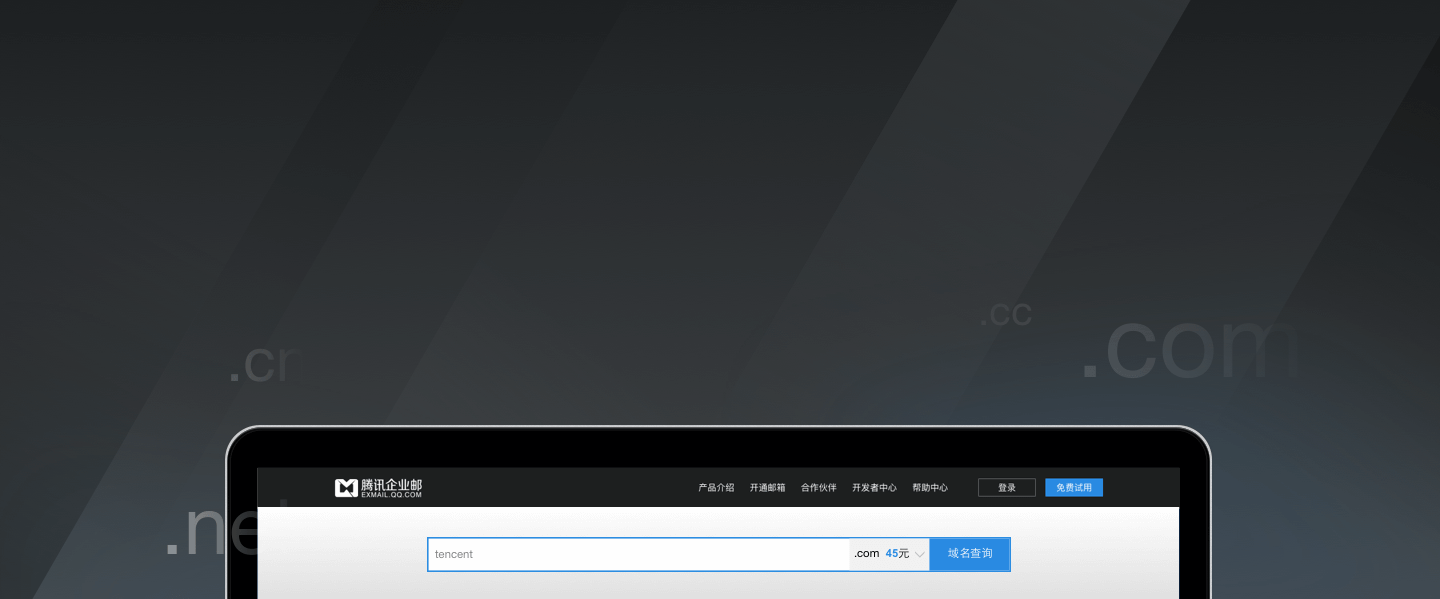 .cc
.com
.cn
腾讯企业邮
EXMAIL.QQ.COM
产品介绍 开通邮箱 合作伙伴 开发者中心 帮助中心 登录 免费试用
.net
tencent .com 45元 域名查询